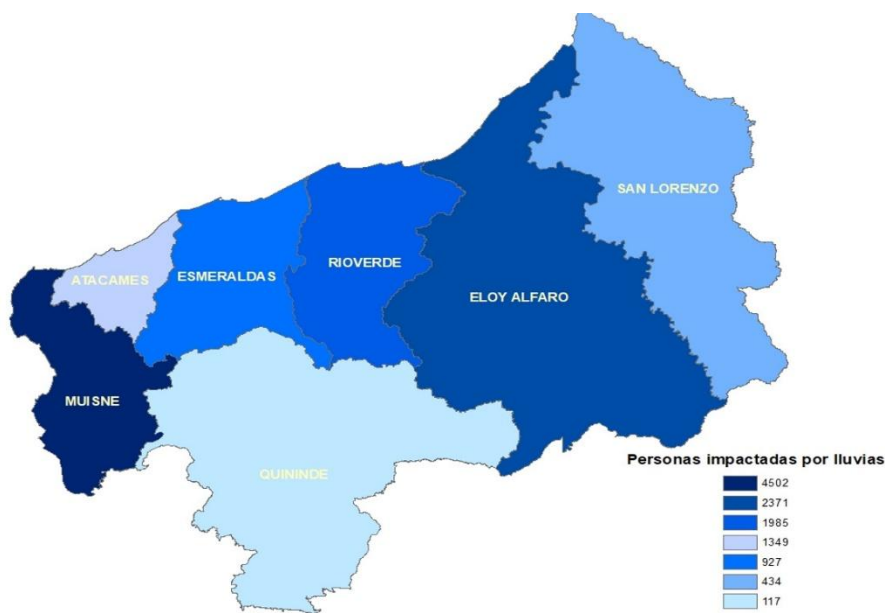 SAN LORENZO
RIOVERDE
ATACAMES
ESMERALDAS
ELOY ALFARO
MUISNE
QUININDE
Personas impactadas por lluvias
4502
2371
1985
1349
927
434
117